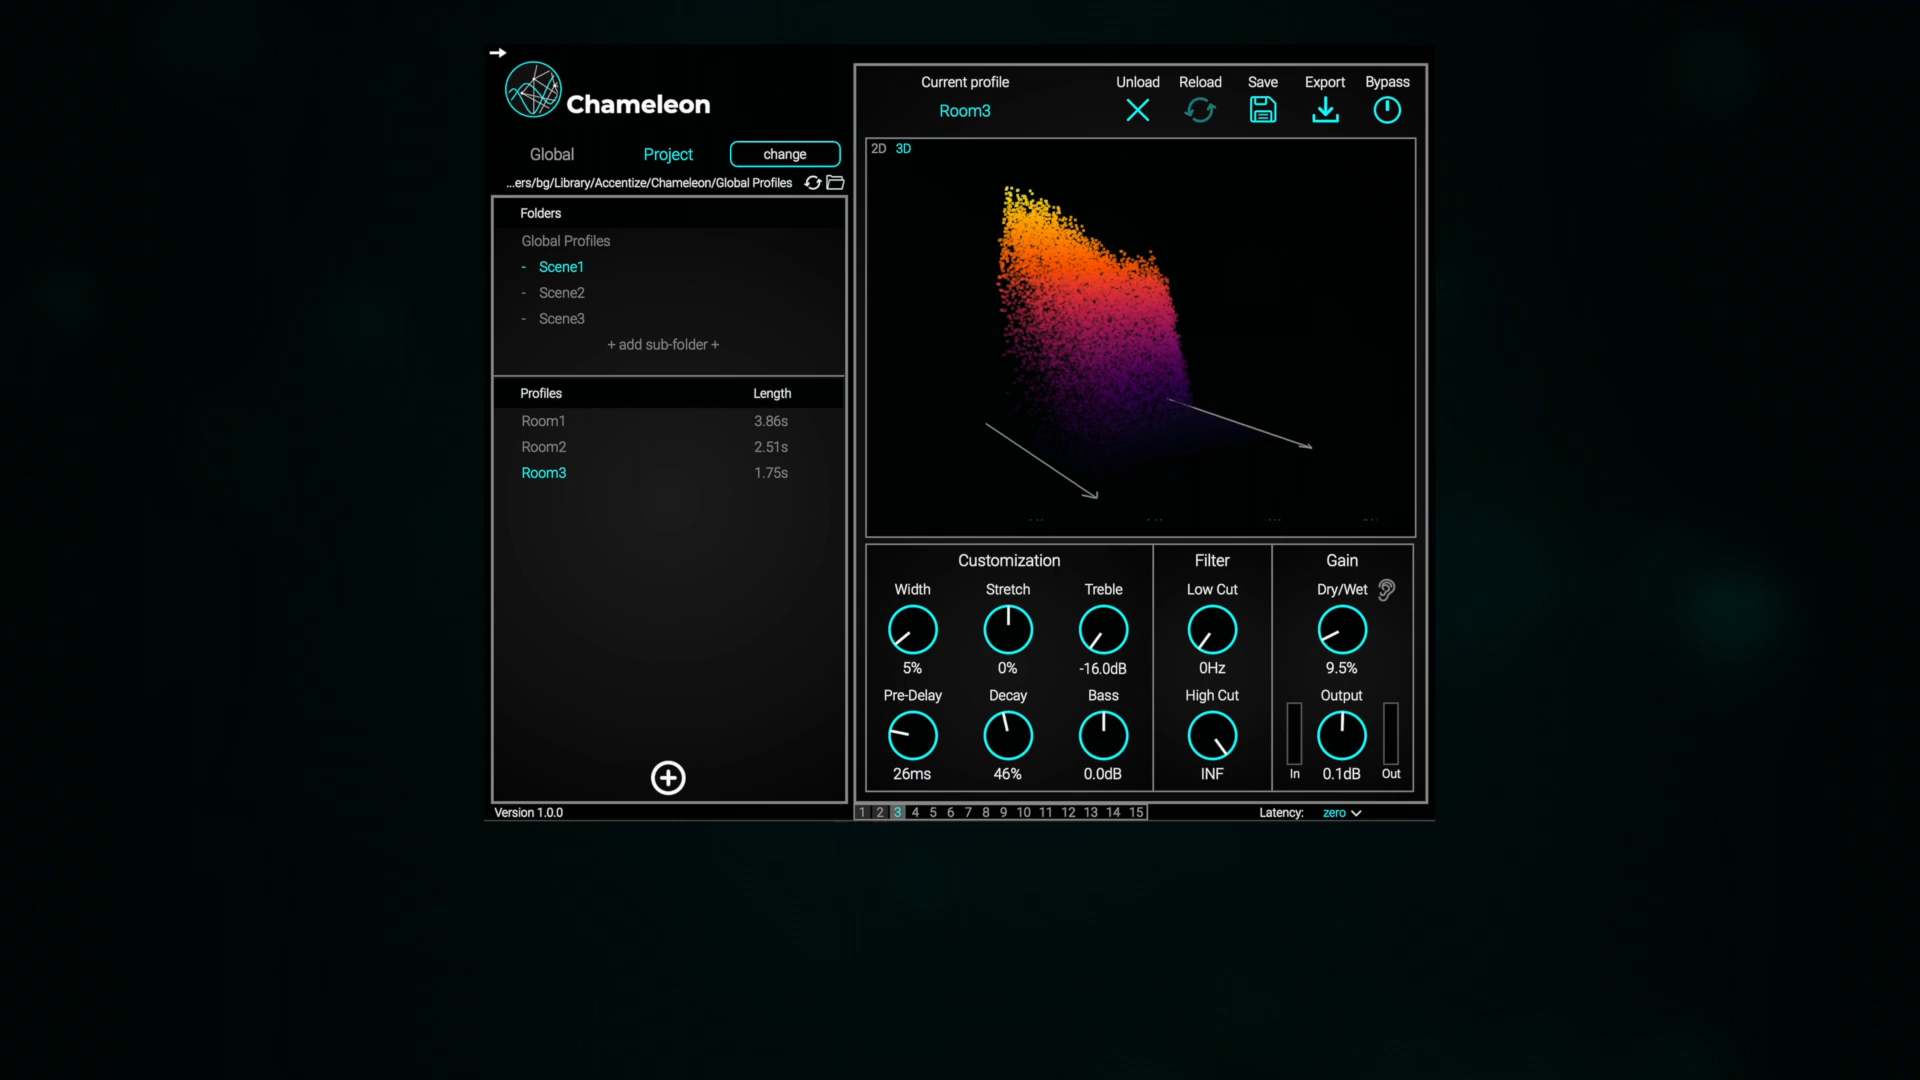 Chameleon
Global Project change
...ers/bg/Library/Accentize/Chameleon/Global Profiles
Folders
Global Profiles
- Scene1
- Scene2
- Scene3
+ add sub-folder +
Profiles Length
Room1 3.86s
Room2 2.51s
Room3 1.75s
Version 1.0.0
Current profile Unload Reload Save Export Bypass
Room3
2D 3D
Customization Filter Gain
Width Stretch Treble Low Cut Dry/Wet
5% 0% -16.0dB 0Hz 9.5%
Pre-Delay Decay Bass High Cut Output
26ms 46% 0.0dB INF In 0.1dB Out
1 2 3 4 5 6 7 8 9 10 11 12 13 14 15 Latency: zero